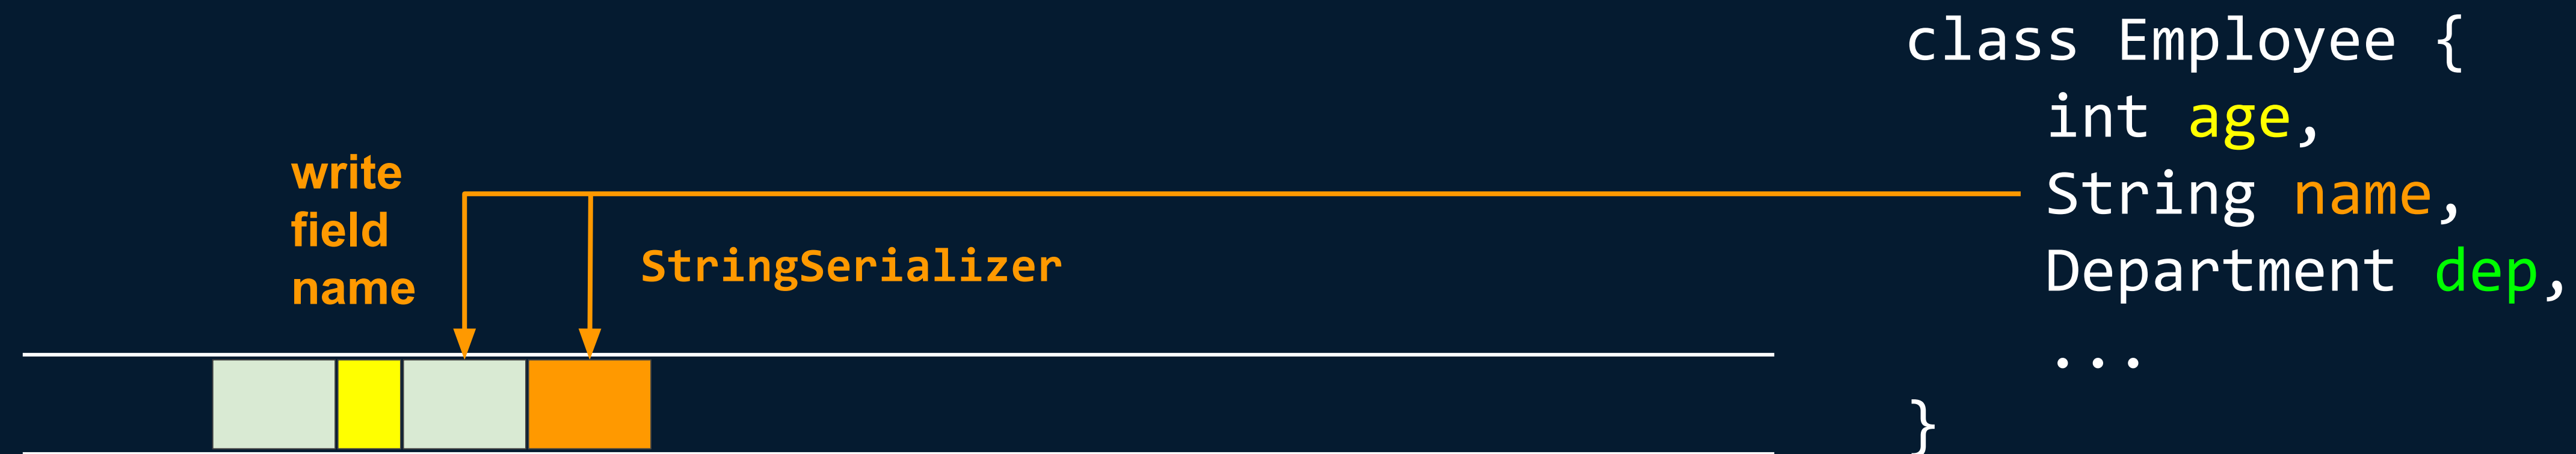 write
field
name
StringSerializer
class Employee {
int age,
String name,
Department dep,
...
}